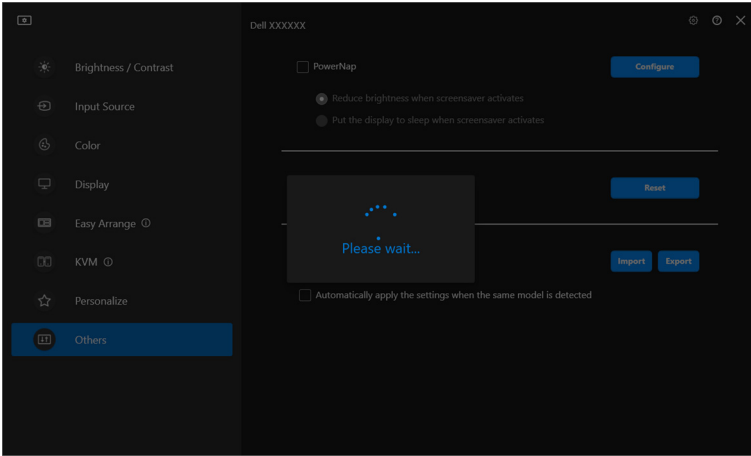 Dell XXXXXX
Brightness / Contrast
Input Source
Color
Display
Easy Arrange
KVM
Personalize
Others
PowerNap
Configure
Reduce brightness when screensaver activates
Put the display to sleep when screensaver activates
Reset
Please wait...
Import Export
Automatically apply the settings when the same model is detected